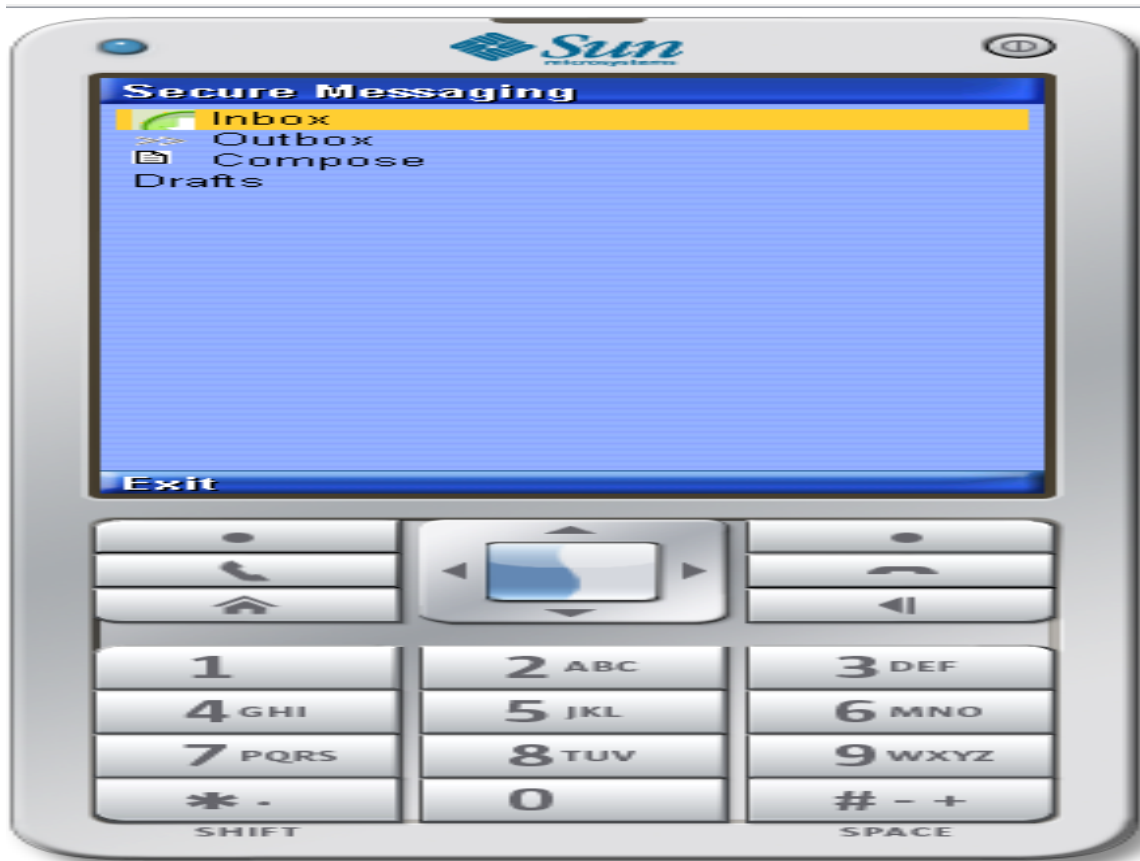 Sun
microsystems
Secure Messaging
Inbox
Outbox
Compose
Drafts
Exit
1 2 ABC 3 DEF
4 GHI 5 JKL 6 MNO
7 PQRS 8 TUV 9 WXYZ
* . 0 # - +
SHIFT SPACE